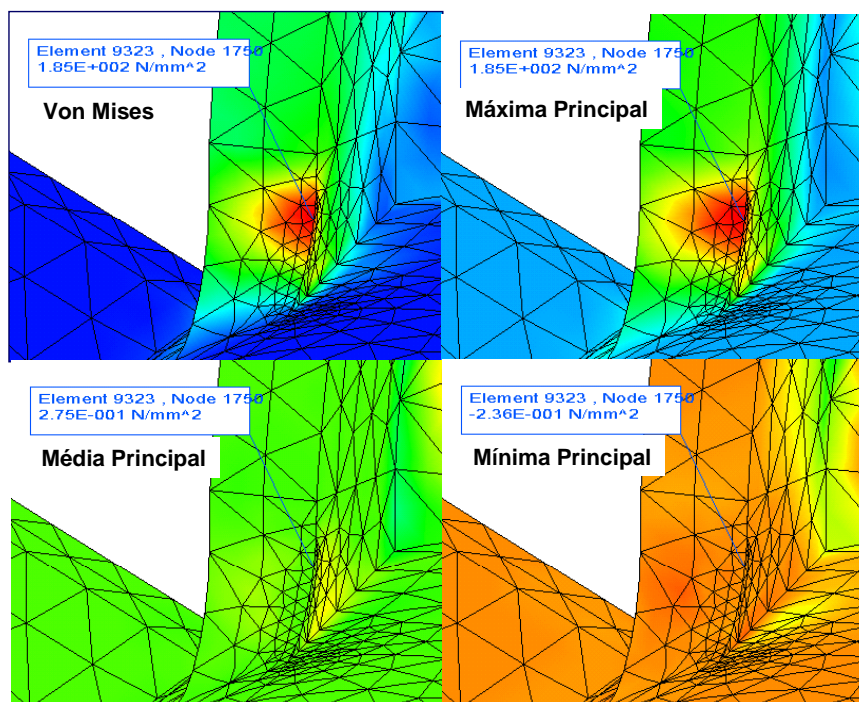 Element 9323 , Node 1750
1.85E+002 N/mm^2
Von Mises
Element 9323 , Node 1750
1.85E+002 N/mm^2
Máxima Principal
Element 9323 , Node 1750
2.75E-001 N/mm^2
Média Principal
Element 9323 , Node 1750
-2.36E-001 N/mm^2
Mínima Principal